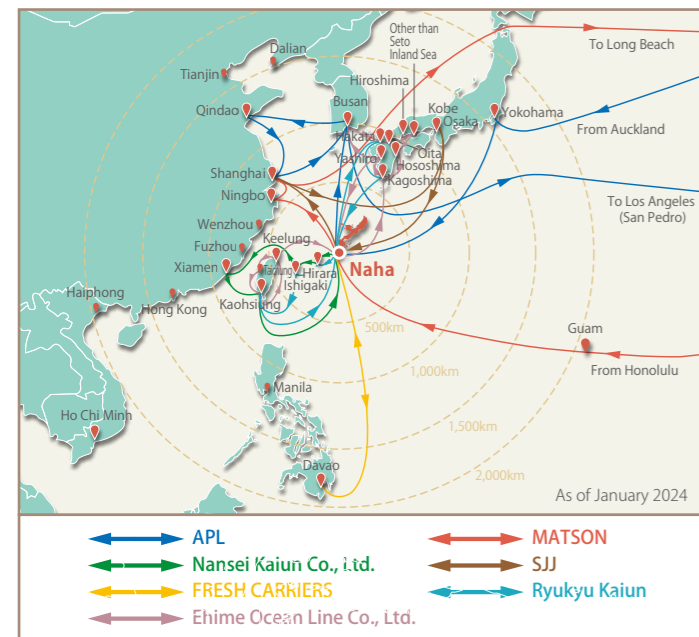 Other than
Seto
Inland Sea
To Long Beach
Dalian
Tianjin
Hiroshima
Qindao
Busan
Kobe
Osaka
Yokohama
Hakata
From Auckland
Yashiro
Oita
Hososhima
Shanghai
Kagoshima
Ningbo
To Los Angeles
(San Pedro)
Wenzhou
Fuzhou
Keelung
Xiamen
Naha
Taizung
Hirara
Ishigaki
Haiphong
Hong Kong
Kaohsiung
500km
Guam
From Honolulu
1,000km
Manila
Ho Chi Minh
1,500km
Davao
2,000km
As of January 2024
APL
MATSON
Nansei Kaiun Co., Ltd.
SJJ
FRESH CARRIERS
Ryukyu Kaiun
Ehime Ocean Line Co., Ltd.